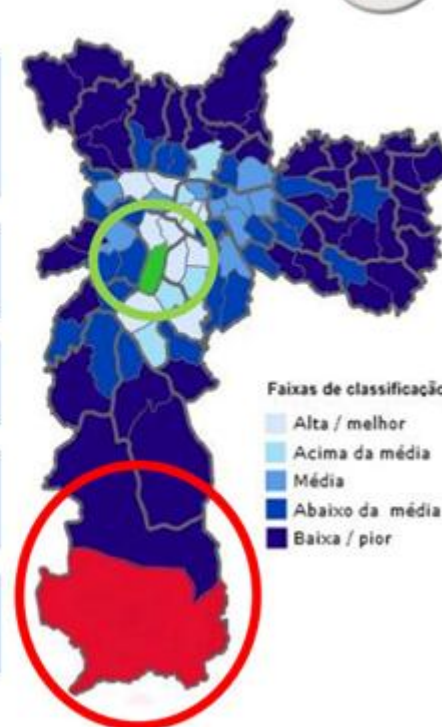 Faixas de classificação
Alta / melhor
Acima da média
Média
Abaixo da média
Baixa / pior